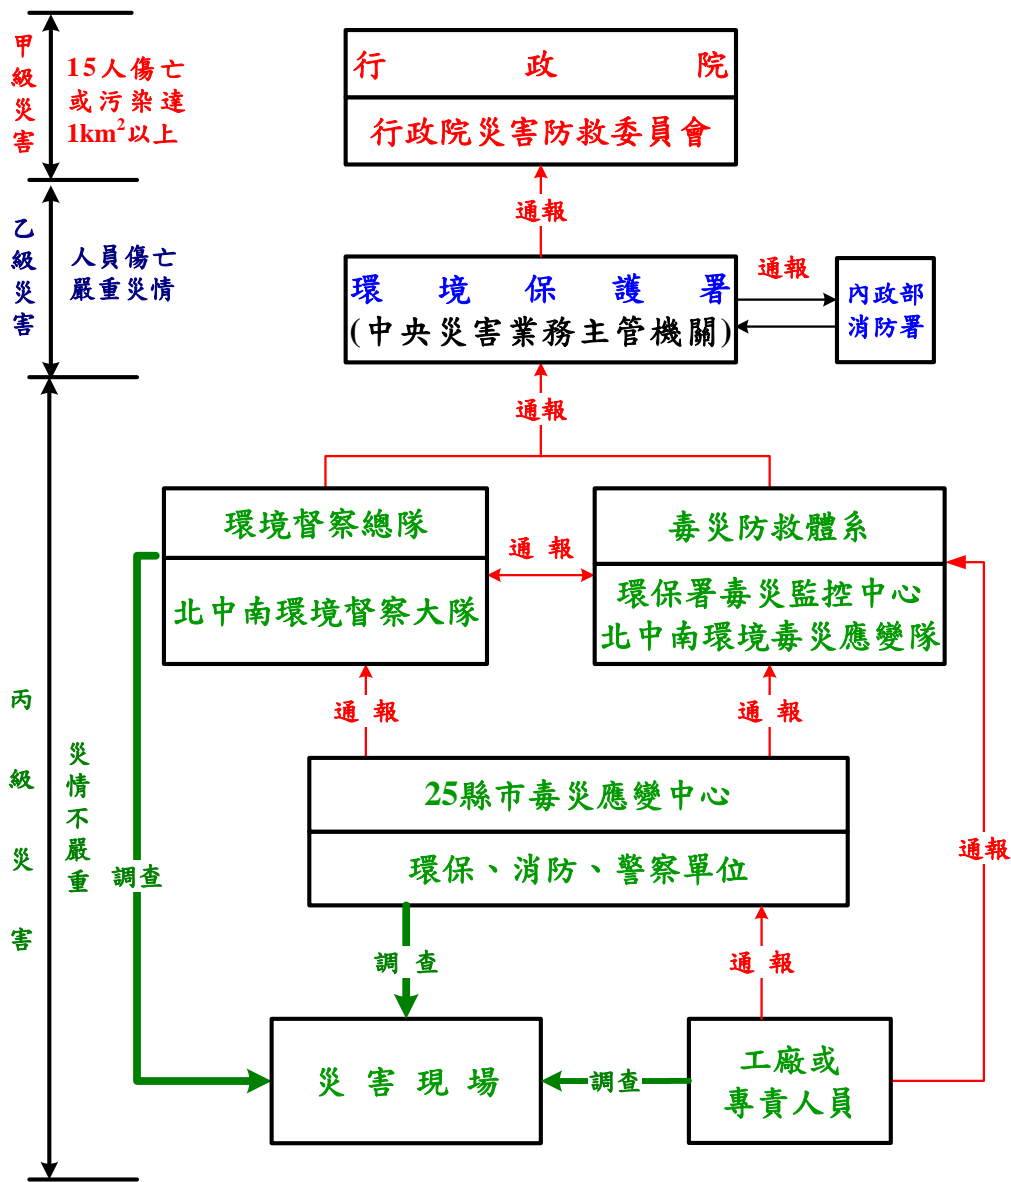 甲級災害
15人傷亡
或污染達
1km²以上
行政院
行政院災害防救委員會
通報
乙級災害
人員傷亡
嚴重災情
環境保護署
(中央災害業務主管機關)
通報
內政部
消防署
通報
環境督察總隊
北中南環境督察大隊
通報
毒災防救體系
環保署毒災監控中心
北中南環境毒災應變隊
丙級災害
災情不嚴重
通報
通報
25縣市毒災應變中心
環保、消防、警察單位
調查
通報
調查
通報
災害現場
調查
工廠或
專責人員